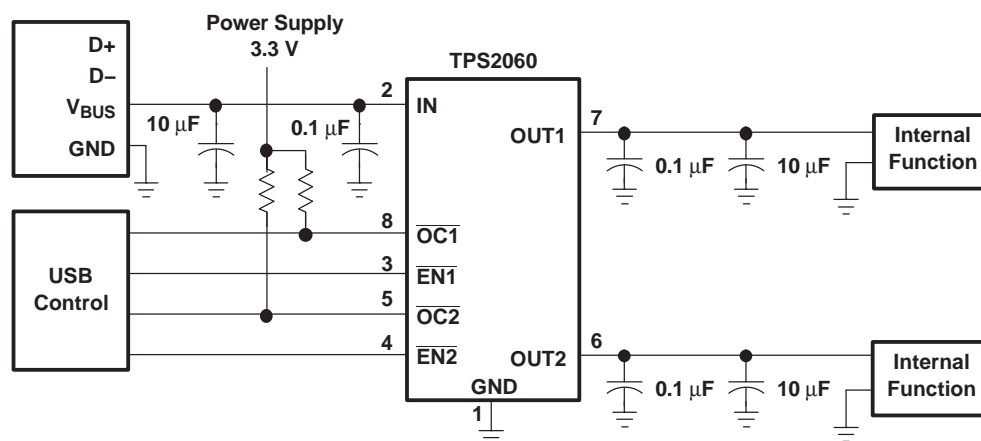 Power Supply
3.3 V
TPS2060
D+
D−
V_BUS
GND
10 μF
0.1 μF
2
IN
7
OUT1
0.1 μF
10 μF
Internal
Function
USB
Control
8
OC1
3
EN1
5
OC2
4
EN2
6
OUT2
GND
1
0.1 μF
10 μF
Internal
Function